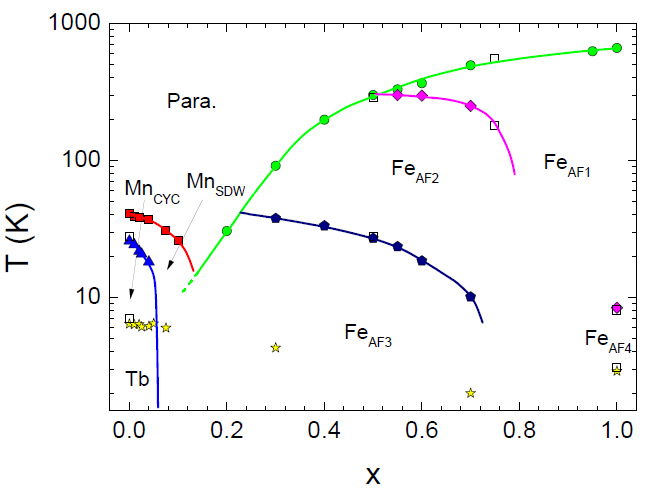 1000
Para.
100
Fe_AF2
Fe_AF1
Mn_CYC
Mn_SDW
T (K)
10
Fe_AF3
Fe_AF4
Tb
0.0 0.2 0.4 0.6 0.8 1.0
x